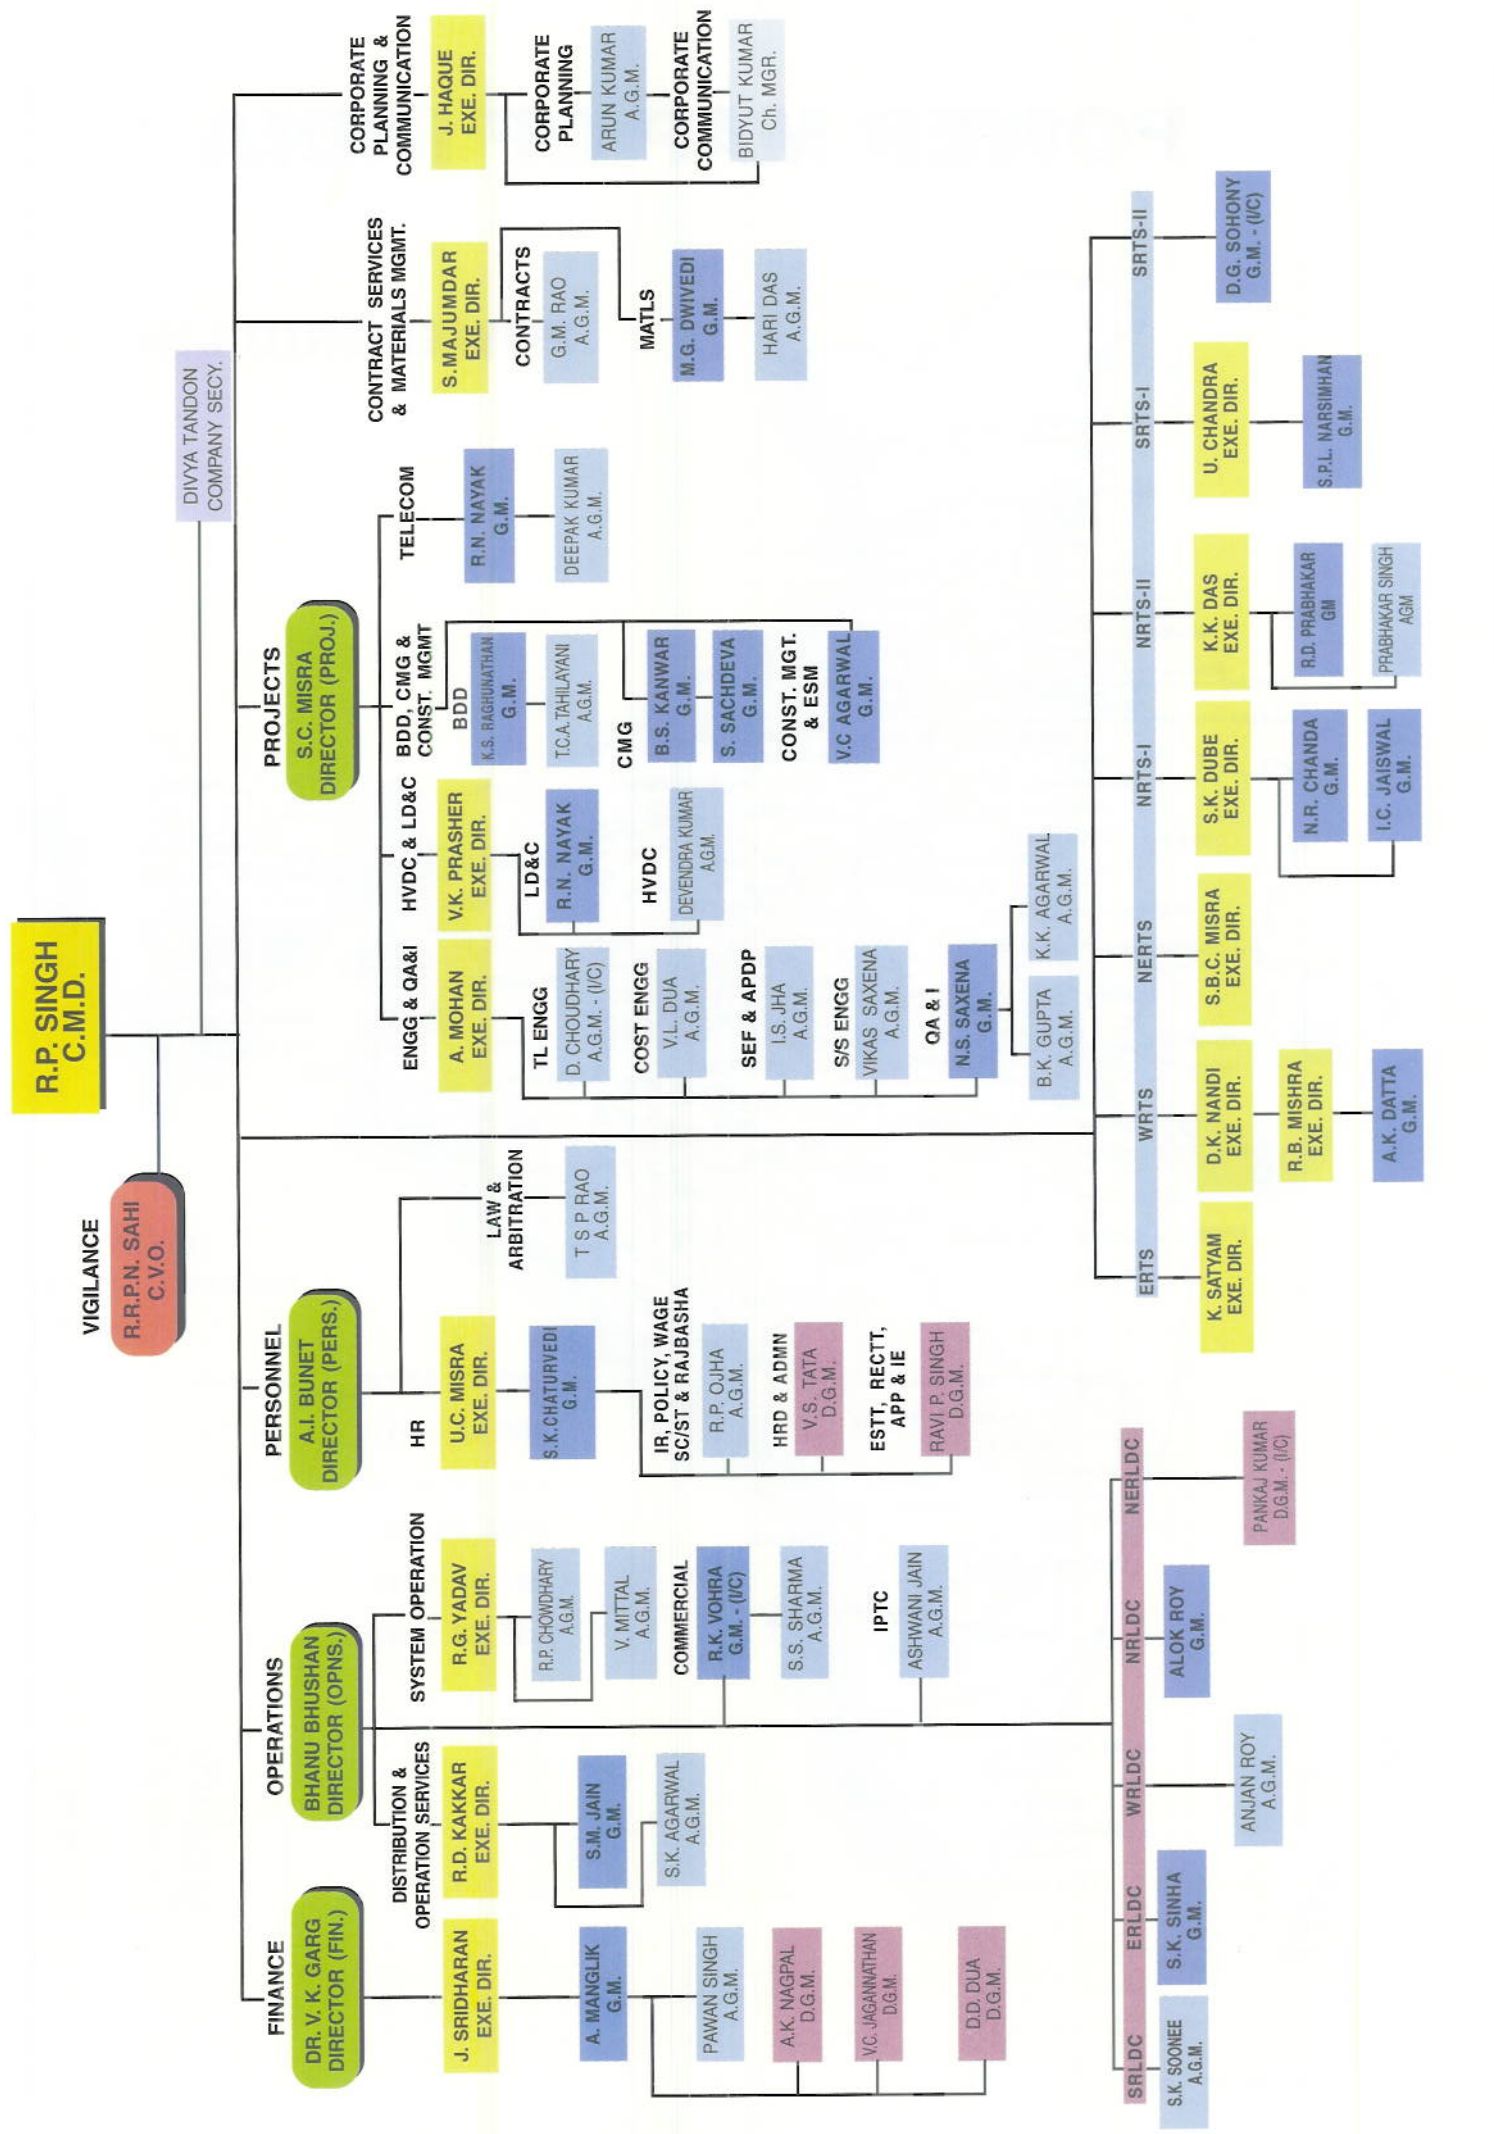 R.P. SINGH
C.M.D.
VIGILANCE
R.R.P.N. SAHI
C.V.O.
DIVYA TANDON
COMPANY SECY.
FINANCE
DR. V. K. GARG
DIRECTOR (FIN.)
J. SRIDHARAN
EXE. DIR.
A. MANGLIK
G.M.
PAWAN SINGH
A.G.M.
A.K. NAGPAL
D.G.M.
V.C. JAGANNATHAN
D.G.M.
D.D. DUA
D.G.M.
OPERATIONS
BHANU BHUSHAN
DIRECTOR (OPNS.)
DISTRIBUTION &
OPERATION SERVICES
R.D. KAKKAR
EXE. DIR.
S.M. JAIN
G.M.
S.K. AGARWAL
A.G.M.
SYSTEM OPERATION
R.G. YADAV
EXE. DIR.
R.P. CHOWDHARY
A.G.M.
V. MITTAL
A.G.M.
COMMERCIAL
R.K. VOHRA
G.M. - (I/C)
S.S. SHARMA
A.G.M.
IPTC
ASHWANI JAIN
A.G.M.
SRLDC
ERLDC
WRLDC
NRLDC
NERLDC
S.K. SOONEE
A.G.M.
S.K. SINHA
G.M.
ANJAN ROY
A.G.M.
ALOK ROY
G.M.
PANKAJ KUMAR
D.G.M. - (I/C)
PERSONNEL
A.I. BUNET
DIRECTOR (PERS.)
HR
U.C. MISRA
EXE. DIR.
S.K.CHATURVEDI
G.M.
IR, POLICY, WAGE
SC/ST & RAJBASHA
R.P. OJHA
A.G.M.
HRD & ADMN
V.S. TATA
D.G.M.
ESTT, RECTT,
APP & IE
RAVI P. SINGH
D.G.M.
LAW &
ARBITRATION
T S P RAO
A.G.M.
PROJECTS
S.C. MISRA
DIRECTOR (PROJ.)
ENGG & QA&I
A. MOHAN
EXE. DIR.
TL ENGG
D. CHOUDHARY
A.G.M. - (I/C)
COST ENGG
V.L. DUA
A.G.M.
SEF & APDP
I.S. JHA
A.G.M.
S/S ENGG
VIKAS SAXENA
A.G.M.
QA & I
N.S. SAXENA
G.M.
B.K. GUPTA
A.G.M.
K.K. AGARWAL
A.G.M.
HVDC & LD&C
V.K. PRASHER
EXE. DIR.
LD&C
R.N. NAYAK
G.M.
HVDC
DEVENDRA KUMAR
A.G.M.
BDD, CMG &
CONST. MGMT
BDD
K.S. RAGHUNATHAN
G.M.
T.C.A. TAHILAYANI
A.G.M.
CMG
B.S. KANWAR
G.M.
S. SACHDEVA
G.M.
CONST. MGT.
& ESM
V.C AGARWAL
G.M.
TELECOM
R.N. NAYAK
G.M.
DEEPAK KUMAR
A.G.M.
CONTRACT SERVICES
& MATERIALS MGMT.
S.MAJUMDAR
EXE. DIR.
CONTRACTS
G.M. RAO
A.G.M.
MATLS
M.G. DWIVEDI
G.M.
HARI DAS
A.G.M.
CORPORATE
PLANNING &
COMMUNICATION
J. HAQUE
EXE. DIR.
CORPORATE
PLANNING
ARUN KUMAR
A.G.M.
CORPORATE
COMMUNICATION
BIDYUT KUMAR
Ch. MGR.
ERTS
WRTS
NERTS
NRTS-I
NRTS-II
SRTS-I
SRTS-II
K. SATYAM
EXE. DIR.
D.K. NANDI
EXE. DIR.
R.B. MISHRA
EXE. DIR.
A.K. DATTA
G.M.
S.B.C. MISRA
EXE. DIR.
S.K. DUBE
EXE. DIR.
N.R. CHANDA
G.M.
I.C. JAISWAL
G.M.
K.K. DAS
EXE. DIR.
R.D. PRABHAKAR
GM
PRABHAKAR SINGH
AGM
U. CHANDRA
EXE. DIR.
S.P.L. NARSIMHAN
G.M.
D.G. SOHONY
G.M. - (I/C)